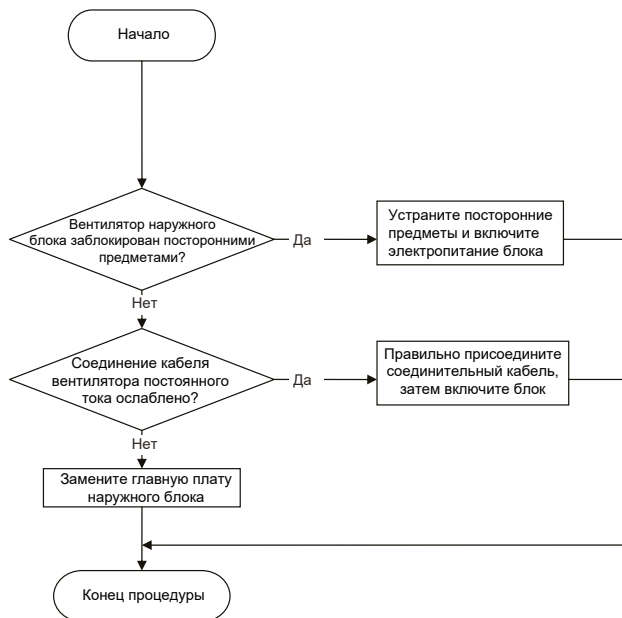 Начало
Вентилятор наружного
блока заблокирован посторонними
предметами?
Да
Устраните посторонние
предметы и включите
электропитание блока
Нет
Соединение кабеля
вентилятора постоянного
тока ослаблено?
Да
Правильно присоедините
соединительный кабель,
затем включите блок
Нет
Замените главную плату
наружного блока
Конец процедуры